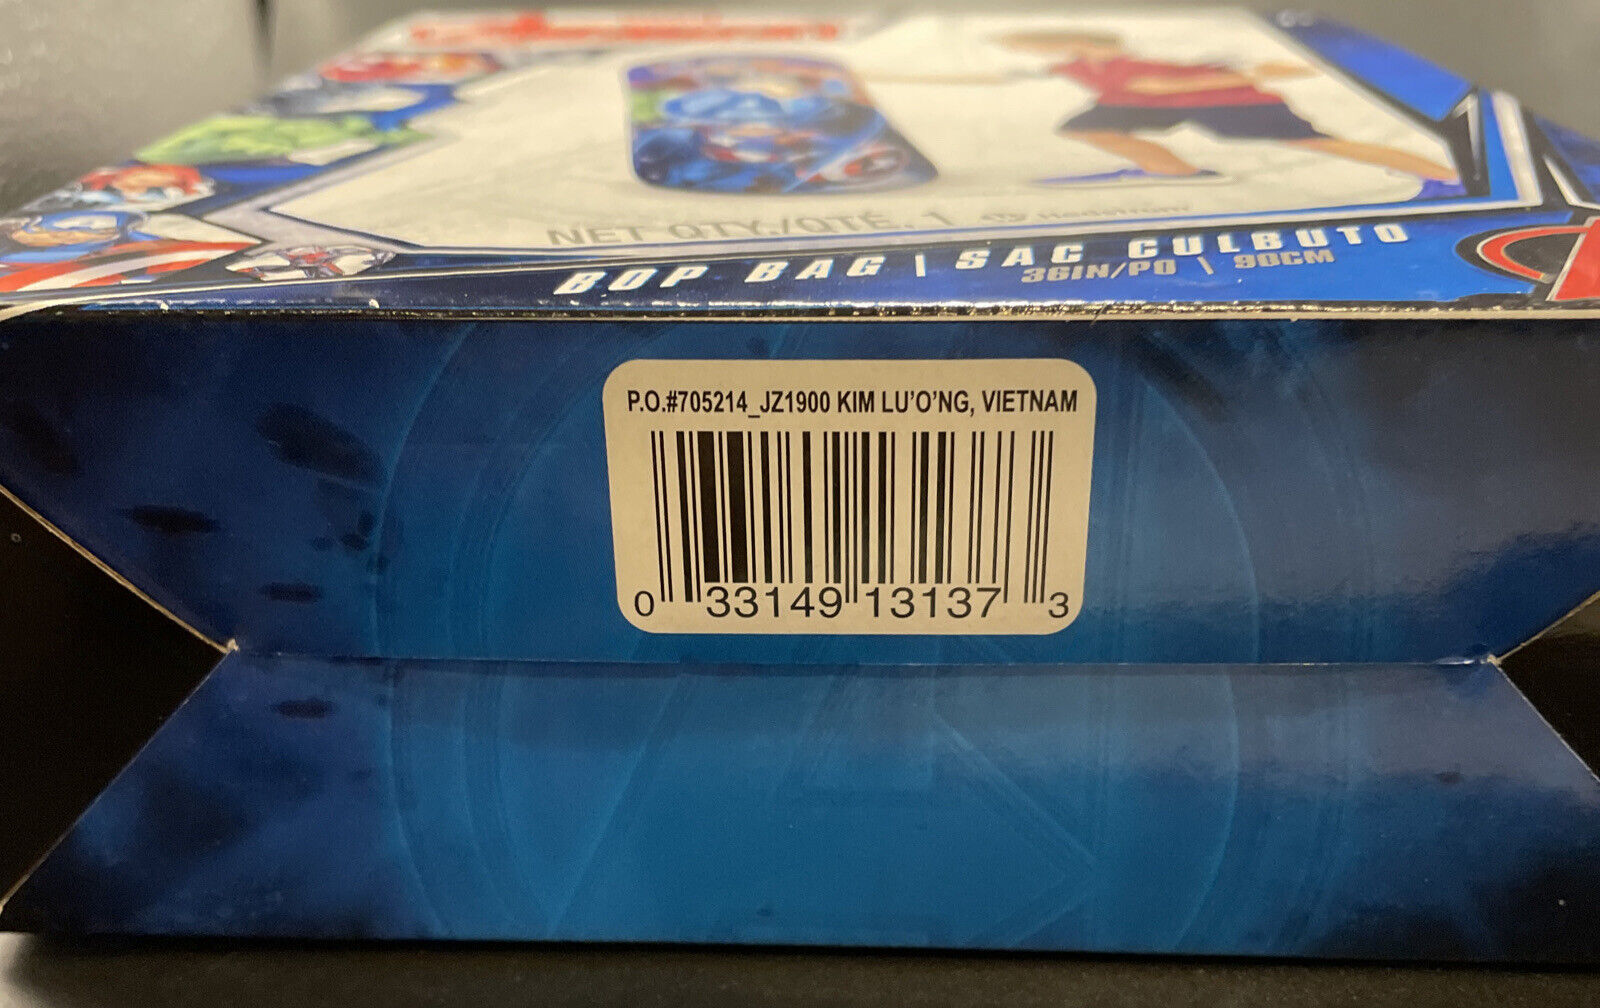 NET QTY./QTÉ. 1
BOP BAG | SAC CULBUTO
36IN/PO \ 90CM
P.O.#705214_JZ1900 KIM LU'O'NG, VIETNAM
0 33149 13137 3